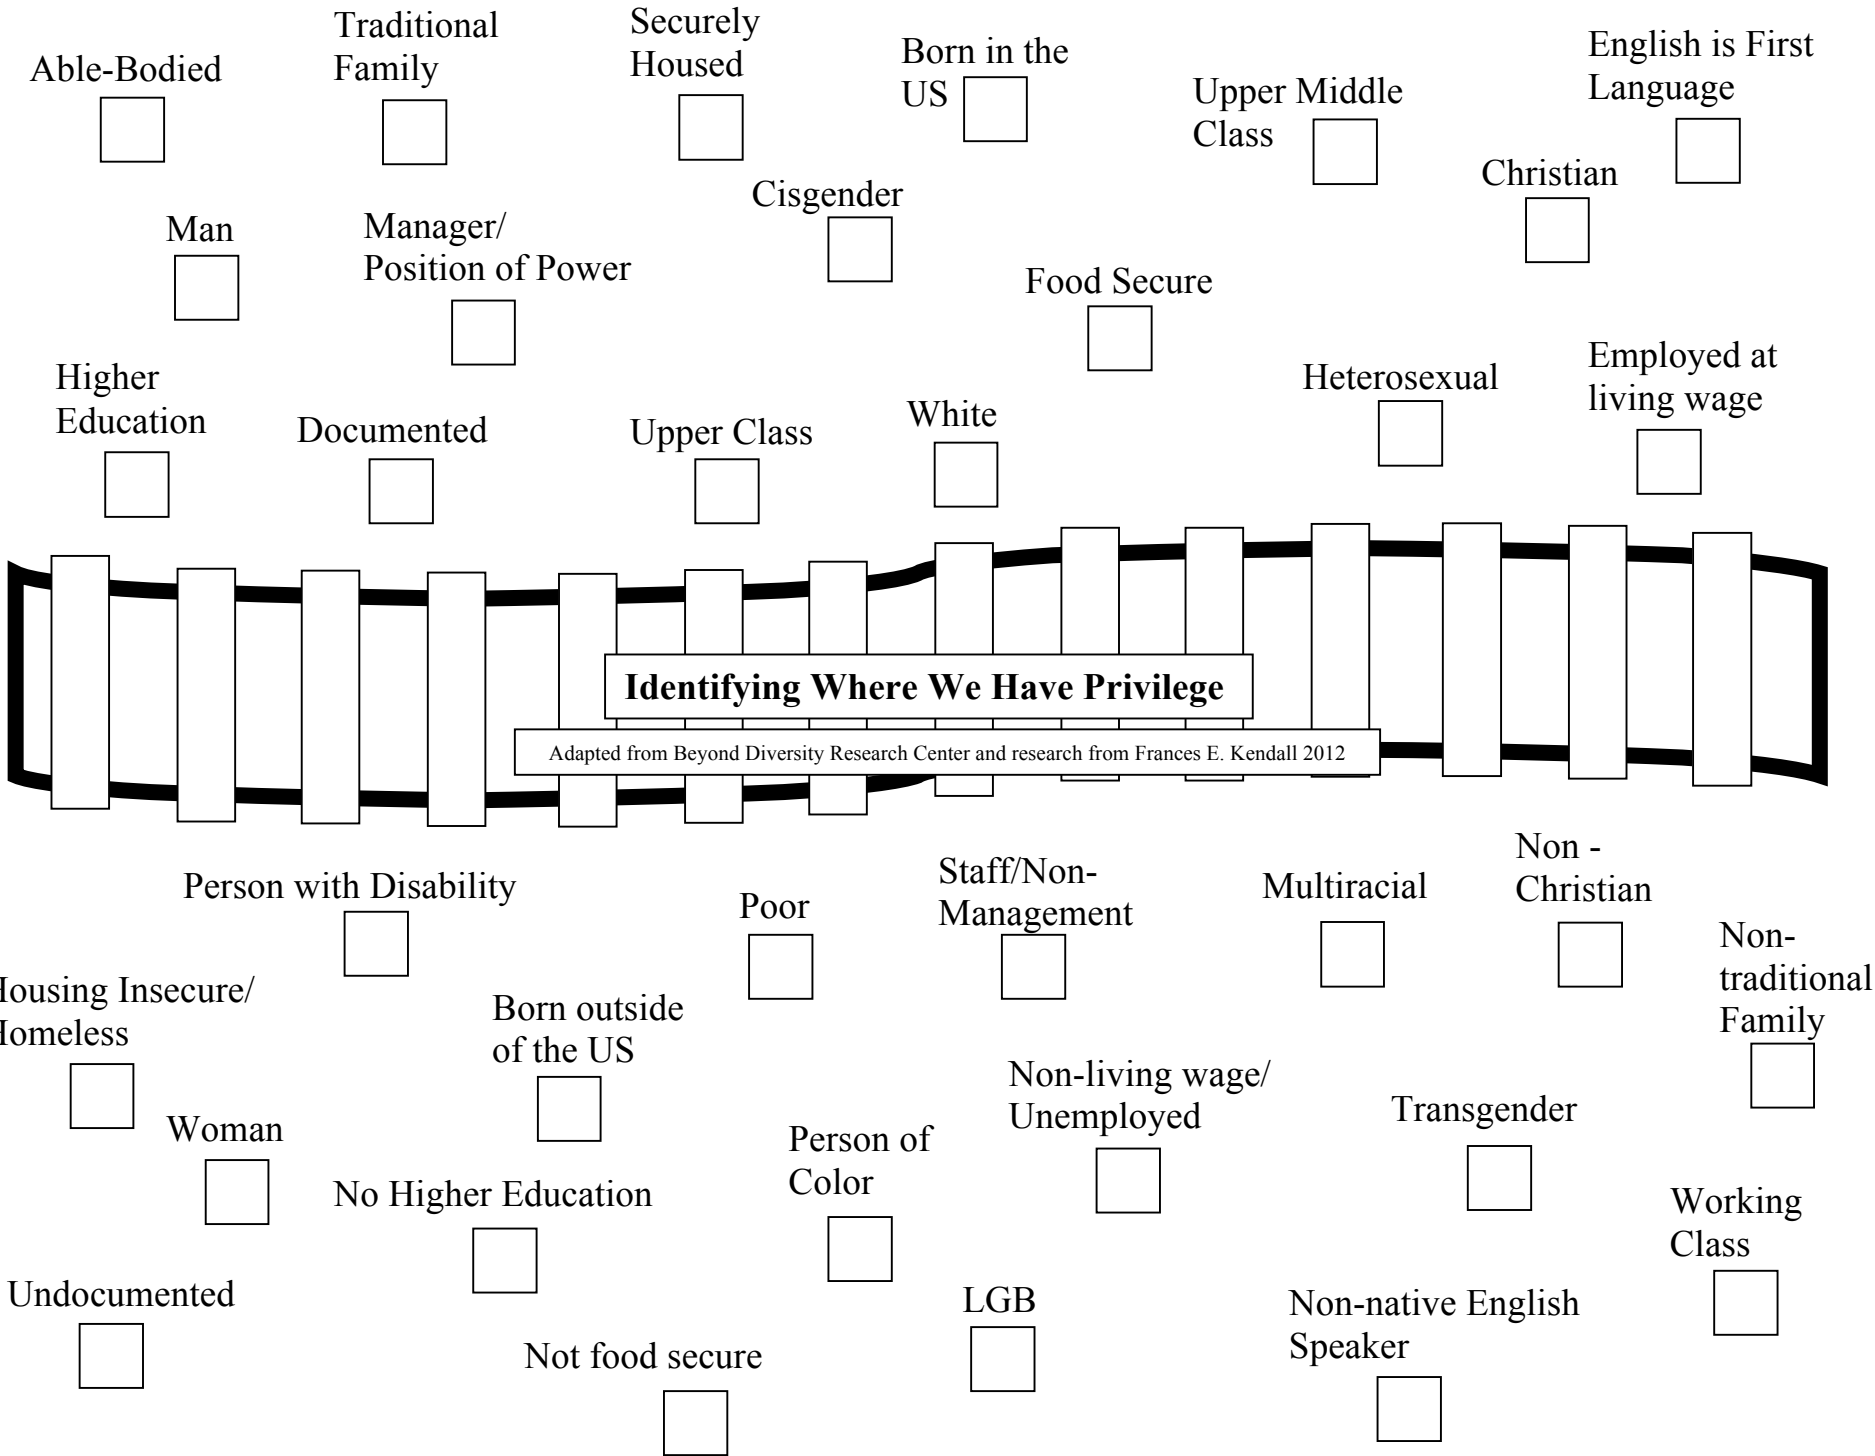 Able-Bodied
Traditional
Family
Securely
Housed
Born in the
US
Upper Middle
Class
English is First
Language
Man
Manager/
Position of Power
Cisgender
Food Secure
Christian
Higher
Education
Documented
Upper Class
White
Heterosexual
Employed at
living wage
Identifying Where We Have Privilege
Adapted from Beyond Diversity Research Center and research from Frances E. Kendall 2012
Person with Disability
Poor
Staff/Non-
Management
Multiracial
Non -
Christian
Non-
traditional
Family
Housing Insecure/
Homeless
Born outside
of the US
Woman
No Higher Education
Person of
Color
Non-living wage/
Unemployed
Transgender
Working
Class
Undocumented
Not food secure
LGB
Non-native English
Speaker